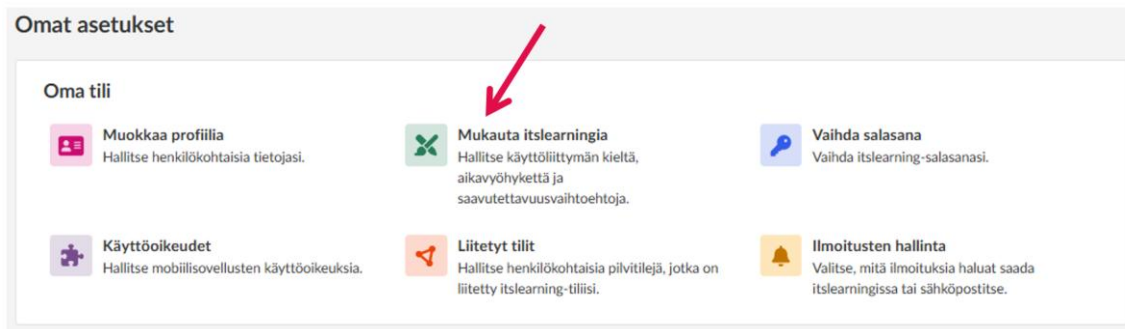 Omat asetukset
Oma tili
Muokkaa profiilia
Hallitse henkilökohtaisia tietojasi.
Mukauta itslearningia
Hallitse käyttöliittymän kieltä,
aikavyöhykettä ja
saavutettavuusvaihtoehtoja.
Vaihda salasana
Vaihda itslearning-salasanasi.
Käyttöoikeudet
Hallitse mobiilisovellusten käyttöoikeuksia.
Liitetyt tilit
Hallitse henkilökohtaisia pilvitilejä, jotka on
liitetty itslearning-tiliisi.
Ilmoitusten hallinta
Valitse, mitä ilmoituksia haluat saada
itslearningissa tai sähköpostitse.